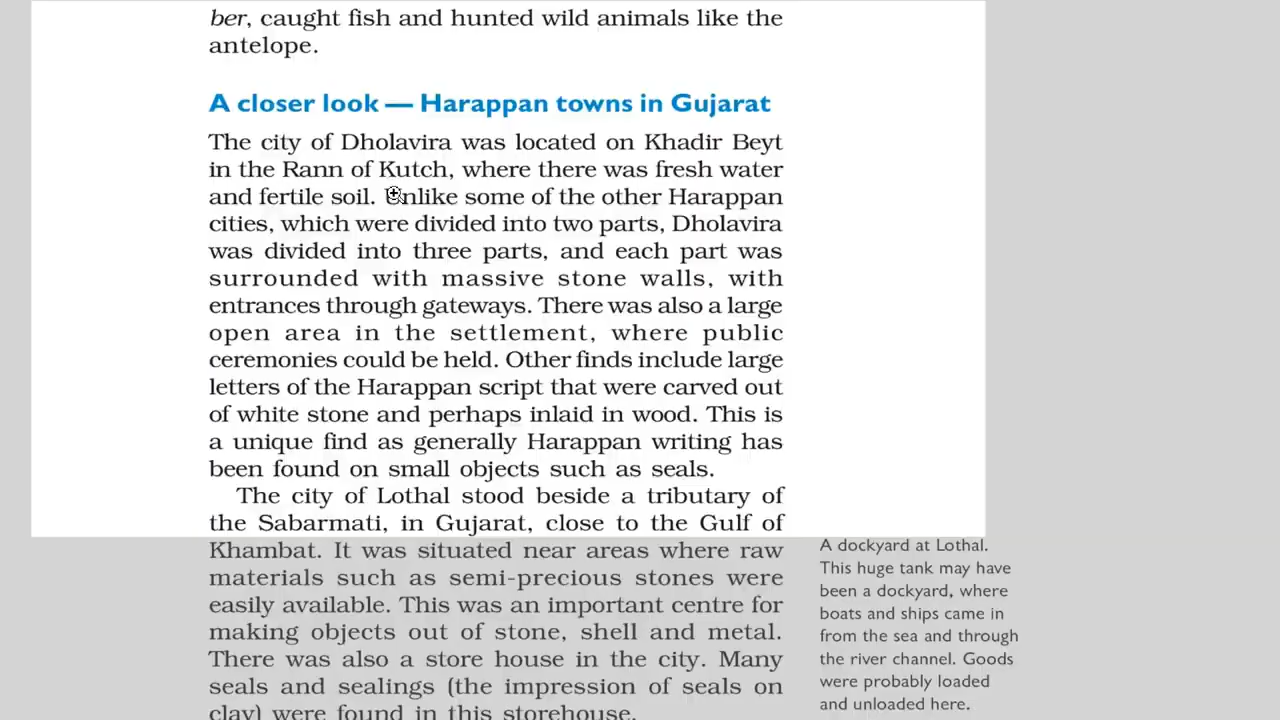 ber, caught fish and hunted wild animals like the
antelope.
A closer look — Harappan towns in Gujarat
The city of Dholavira was located on Khadir Beyt
in the Rann of Kutch, where there was fresh water
and fertile soil. Unlike some of the other Harappan
cities, which were divided into two parts, Dholavira
was divided into three parts, and each part was
surrounded with massive stone walls, with
entrances through gateways. There was also a large
open area in the settlement, where public
ceremonies could be held. Other finds include large
letters of the Harappan script that were carved out
of white stone and perhaps inlaid in wood. This is
a unique find as generally Harappan writing has
been found on small objects such as seals.
The city of Lothal stood beside a tributary of
the Sabarmati, in Gujarat, close to the Gulf of
Khambat. It was situated near areas where raw
materials such as semi-precious stones were
easily available. This was an important centre for
making objects out of stone, shell and metal.
There was also a store house in the city. Many
seals and sealings (the impression of seals on
clay) were found in this storehouse.
A dockyard at Lothal.
This huge tank may have
been a dockyard, where
boats and ships came in
from the sea and through
the river channel. Goods
were probably loaded
and unloaded here.